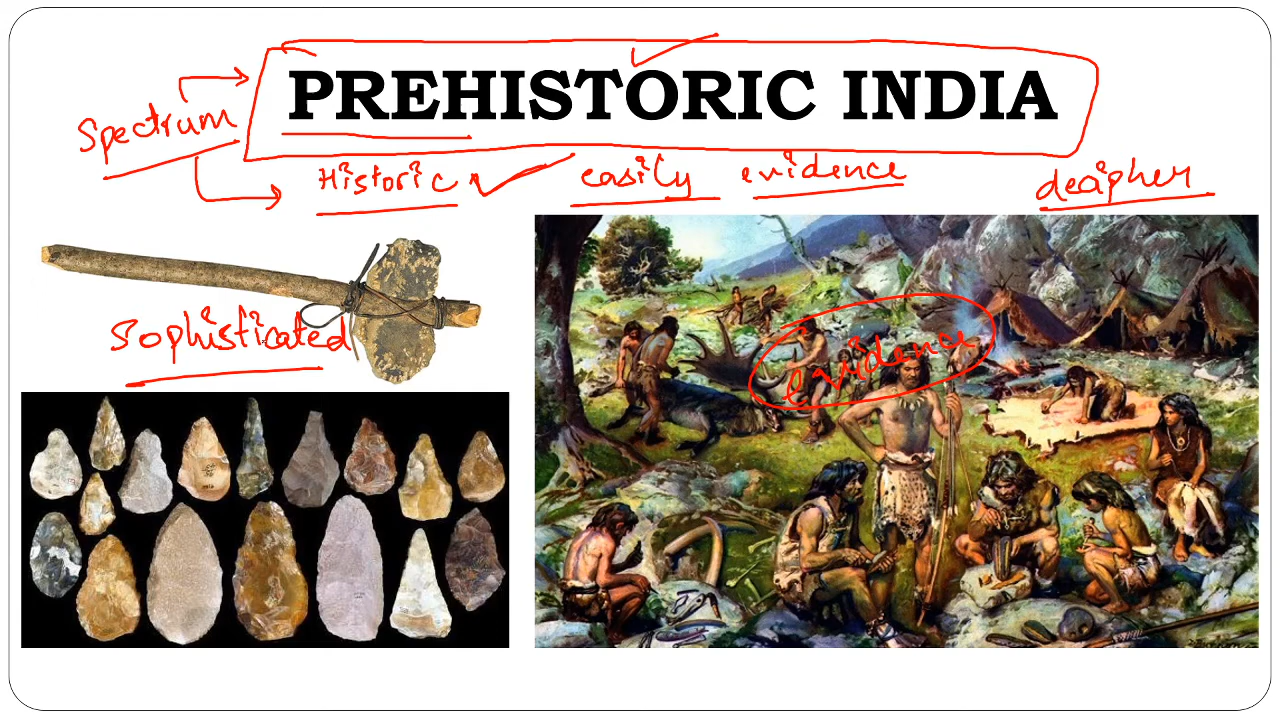 PREHISTORIC INDIA
Spectrum
Historic easily evidence decipher
Sophisticated
evidence